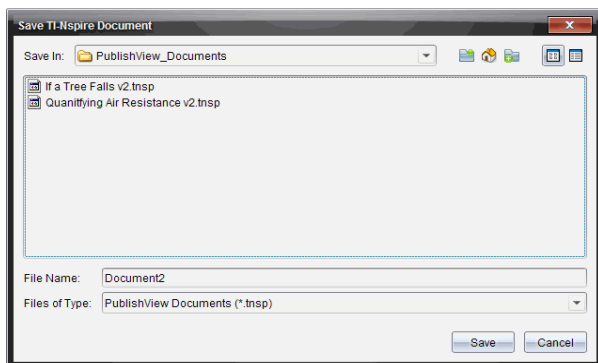 Save TI-Nspire Document
Save In: PublishView_Documents
If a Tree Falls v2.tnsp
Quanitfying Air Resistance v2.tnsp
File Name: Document2
Files of Type: PublishView Documents (*.tnsp)
Save Cancel